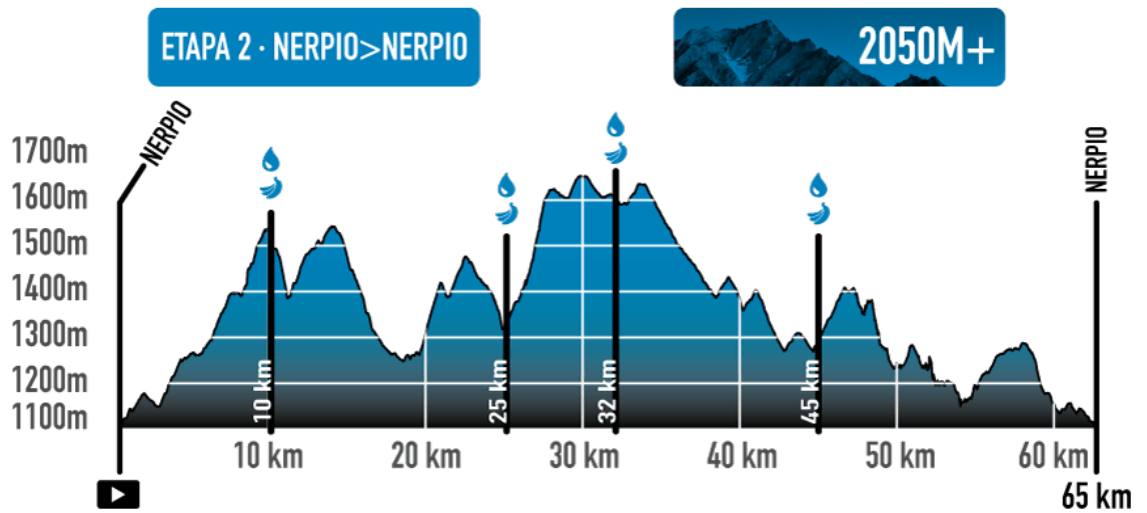 ETAPA 2 · NERPIO>NERPIO
2050M+
NERPIO
NERPIO
1700m
1600m
1500m
1400m
1300m
1200m
1100m
10 km
25 km
32 km
45 km
10 km
20 km
30 km
40 km
50 km
60 km
65 km